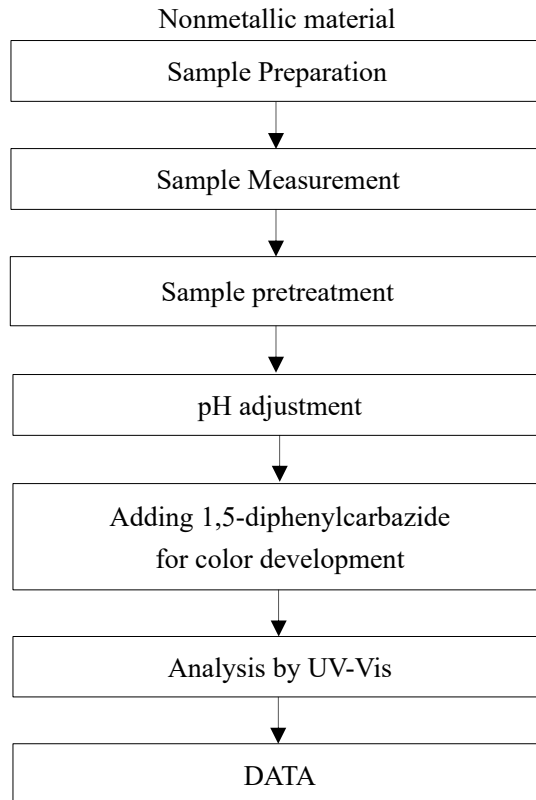 Nonmetallic material
Sample Preparation
Sample Measurement
Sample pretreatment
pH adjustment
Adding 1,5-diphenylcarbazide
for color development
Analysis by UV-Vis
DATA